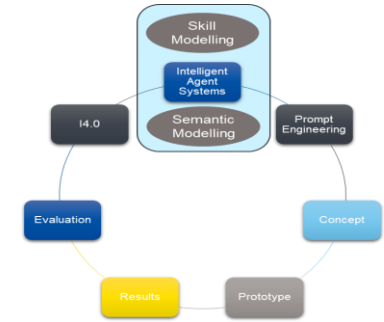 Skill
Modelling
Intelligent
Agent
Systems
Semantic
Modelling
I4.0
Prompt
Engineering
Evaluation
Concept
Results
Prototype